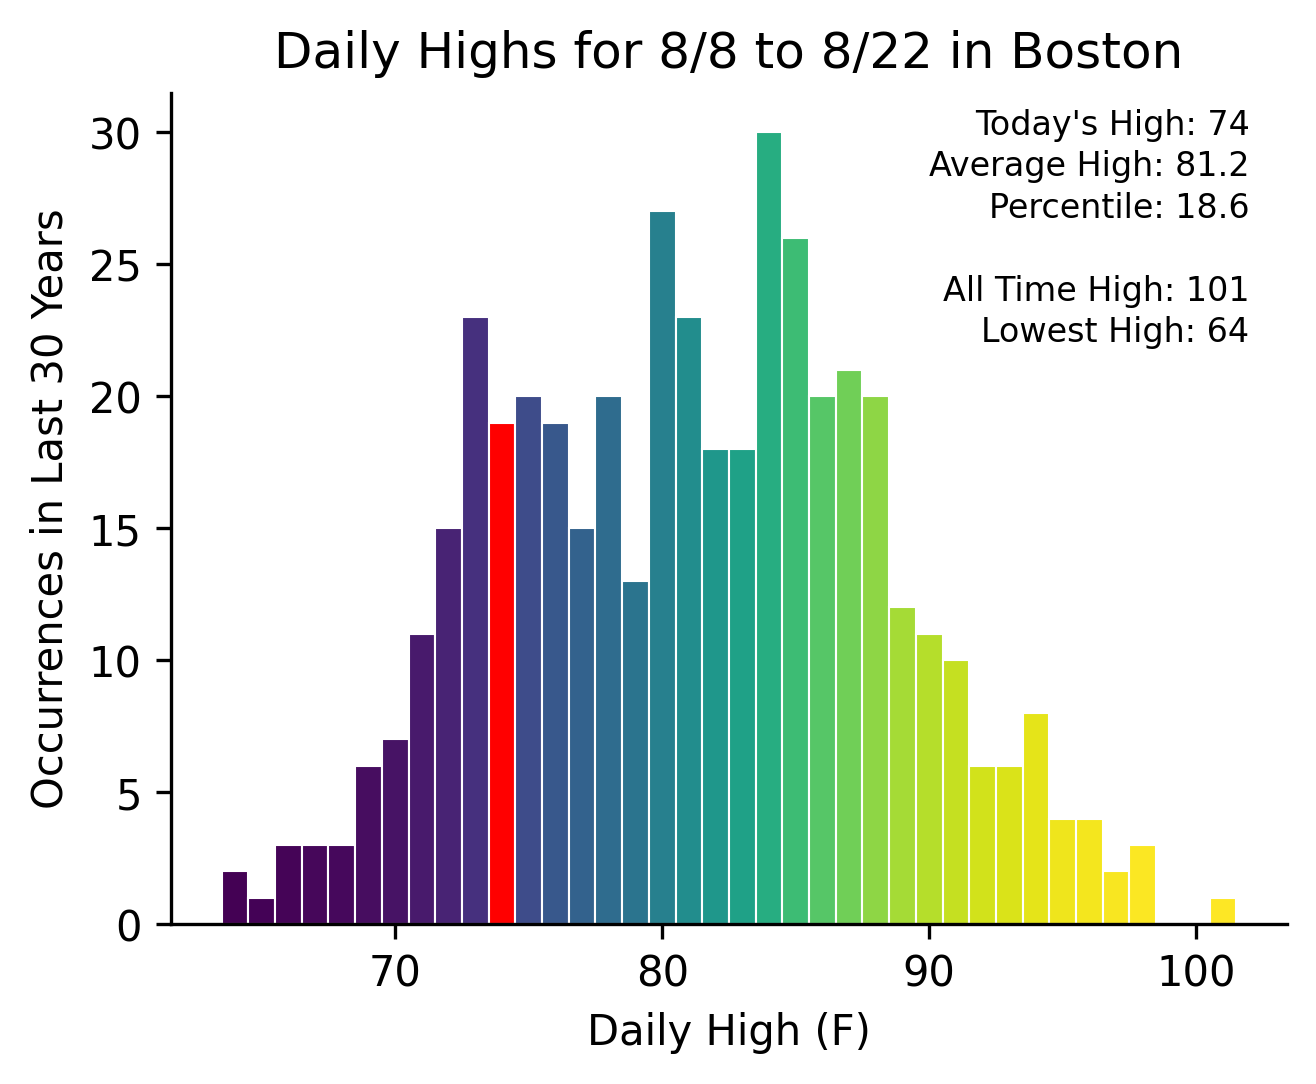 Daily Highs for 8/8 to 8/22 in Boston
Today's High: 74
Average High: 81.2
Percentile: 18.6
All Time High: 101
Lowest High: 64
Occurrences in Last 30 Years
30
25
20
15
10
5
0
70 80 90 100
Daily High (F)